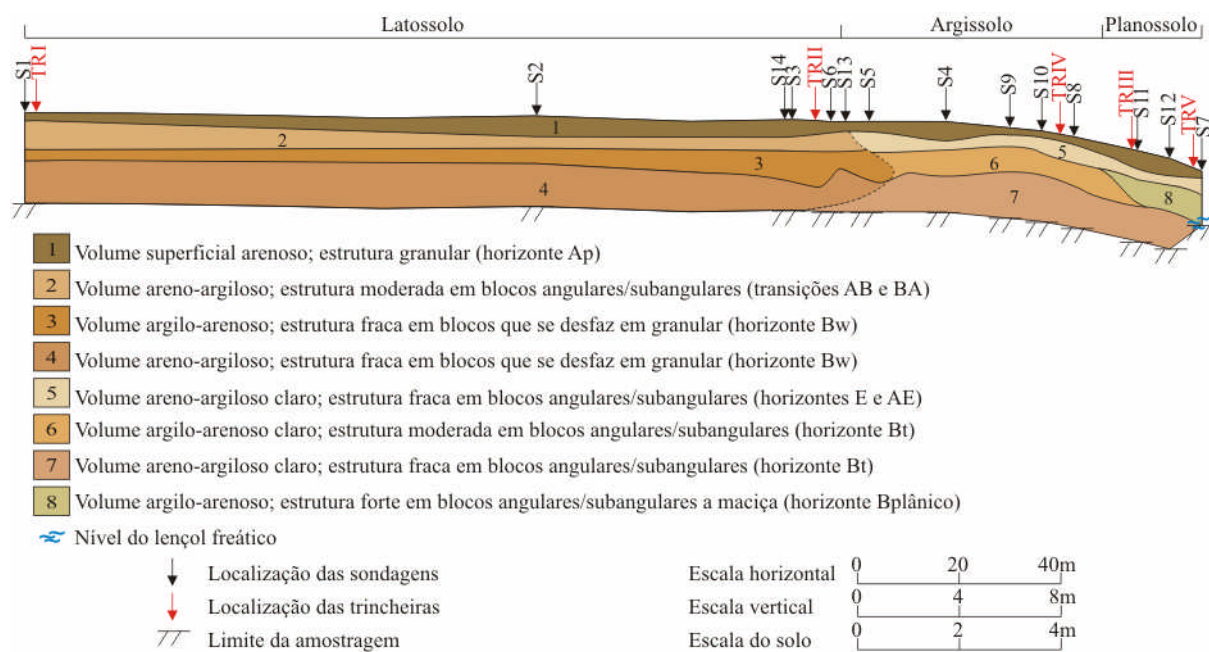 Latossolo Argissolo Planossolo
S1 TRI S2 S14 S3 TRII S6 S13 S5 S4 S9 S10 TRIV S8 TRIII S11 S12 TRV S7
1
2
3
4
5
6
7
8
1 Volume superficial arenoso; estrutura granular (horizonte Ap)
2 Volume areno-argiloso; estrutura moderada em blocos angulares/subangulares (transições AB e BA)
3 Volume argilo-arenoso; estrutura fraca em blocos que se desfaz em granular (horizonte Bw)
4 Volume areno-argiloso; estrutura fraca em blocos que se desfaz em granular (horizonte Bw)
5 Volume areno-argiloso claro; estrutura fraca em blocos angulares/subangulares (horizontes E e AE)
6 Volume argilo-arenoso claro; estrutura moderada em blocos angulares/subangulares (horizonte Bt)
7 Volume areno-argiloso claro; estrutura fraca em blocos angulares/subangulares (horizonte Bt)
8 Volume argilo-arenoso; estrutura forte em blocos angulares/subangulares a maciça (horizonte Bplânico)
Nível do lençol freático
Localização das sondagens
Localização das trincheiras
Limite da amostragem
Escala horizontal 0 20 40m
Escala vertical 0 4 8m
Escala do solo 0 2 4m